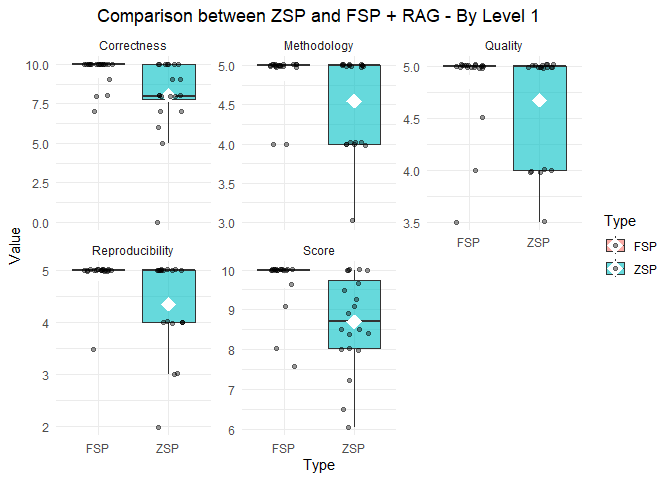 Comparison between ZSP and FSP + RAG - By Level 1
Correctness
Methodology
Quality
10.0
7.5
5.0
2.5
0.0
5.0
4.5
4.0
3.5
3.0
5.0
4.5
4.0
3.5
FSP
ZSP
Value
Reproducibility
Score
5
4
3
2
10
9
8
7
6
FSP
ZSP
FSP
ZSP
Type
Type
FSP
ZSP